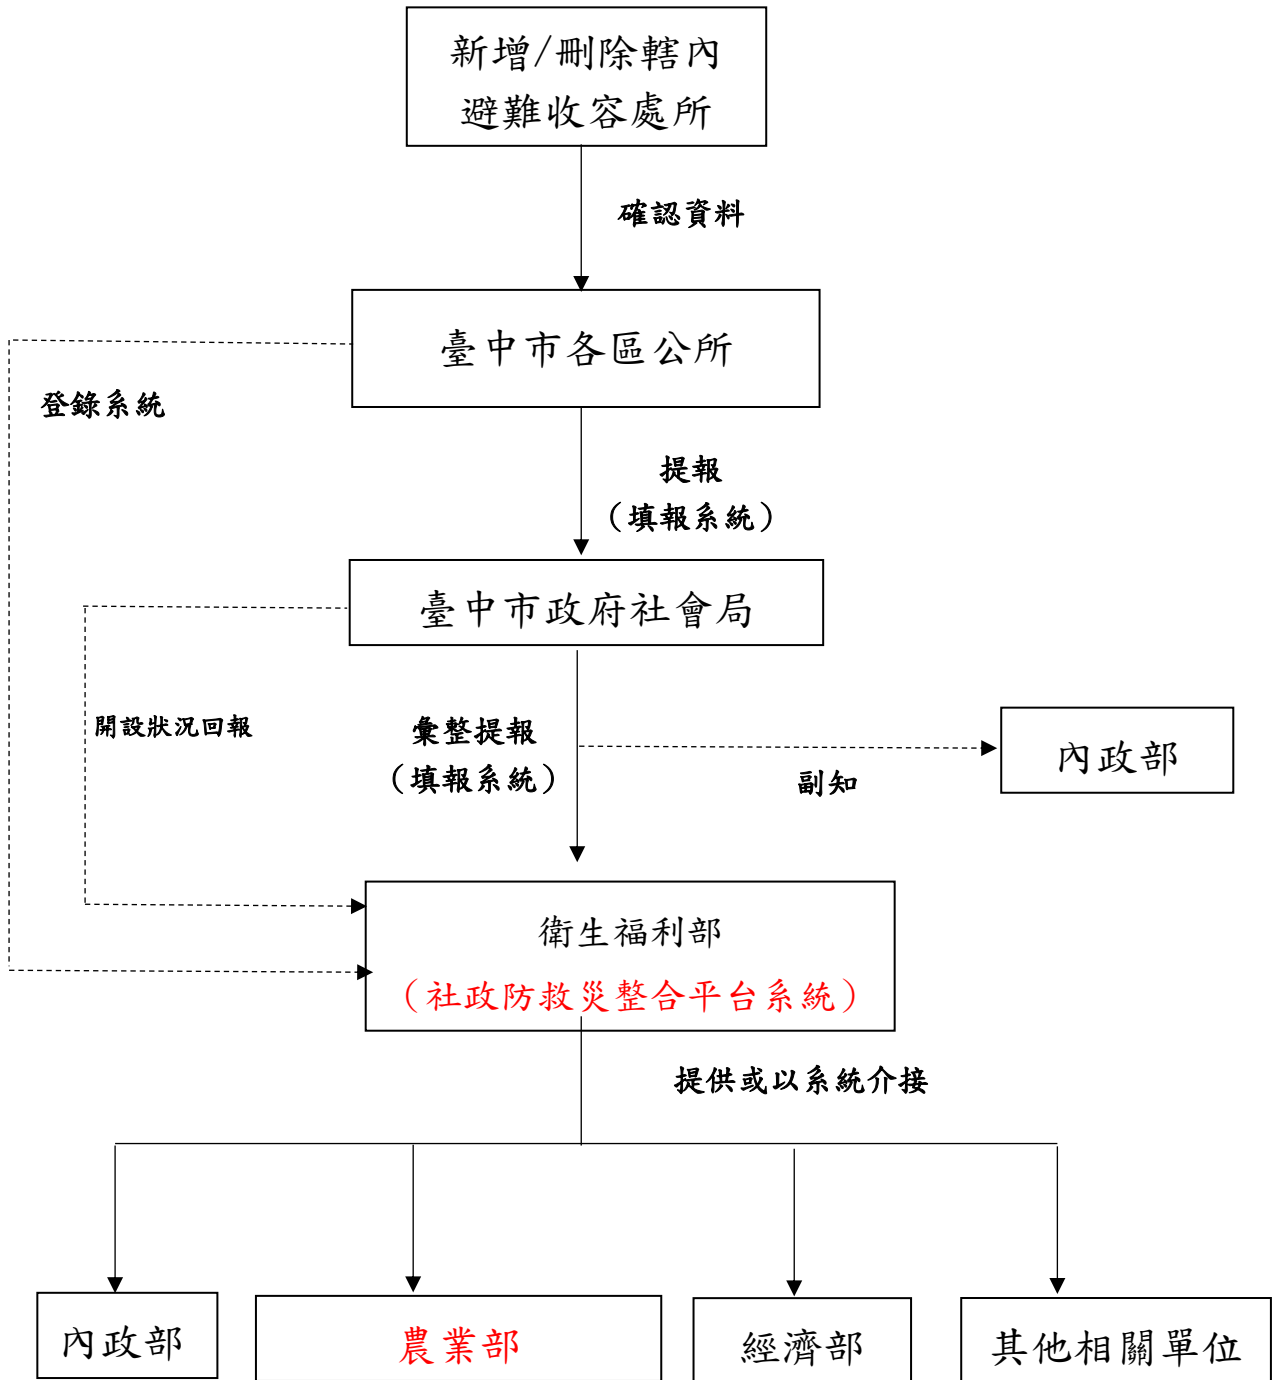 新增/刪除轄內
避難收容處所
確認資料
臺中市各區公所
登錄系統
提報
（填報系統）
臺中市政府社會局
開設狀況回報
彙整提報
（填報系統）
內政部
副知
衛生福利部
（社政防救災整合平台系統）
提供或以系統介接
內政部
農業部
經濟部
其他相關單位